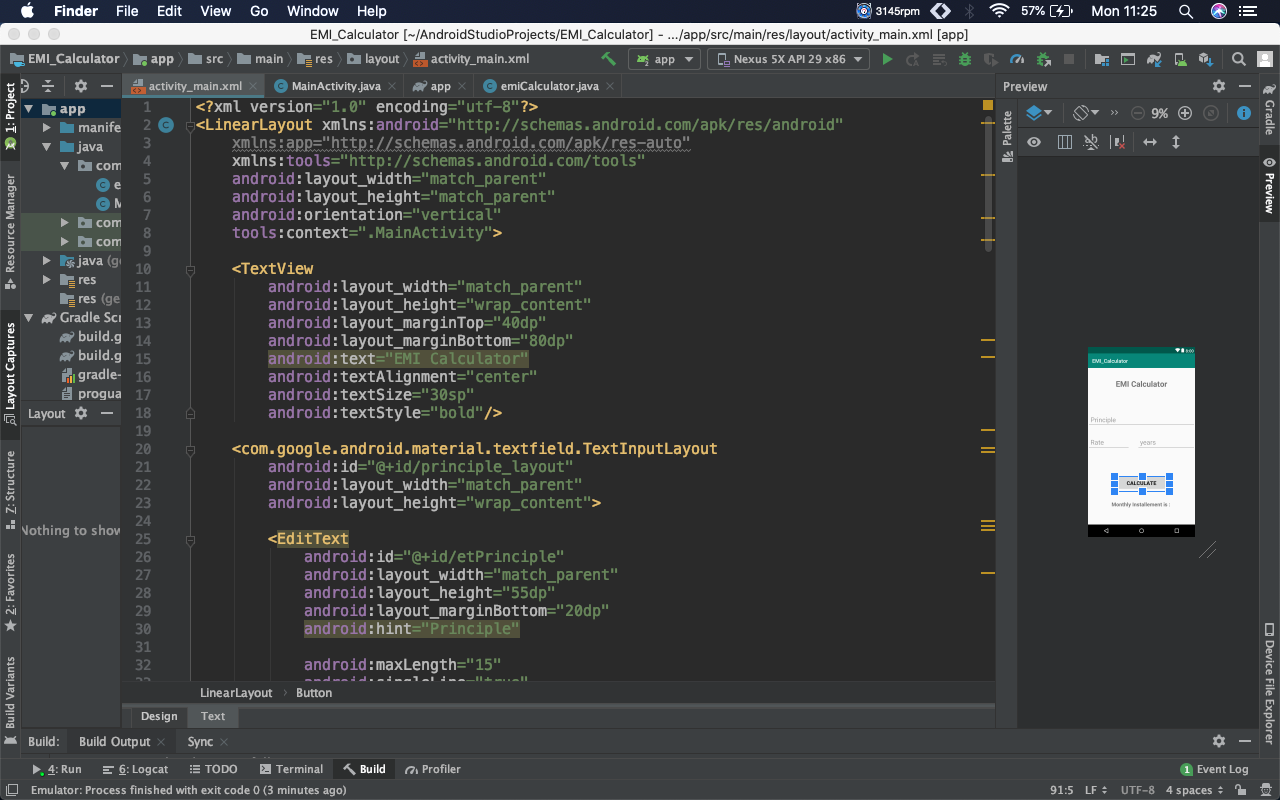 Finder File Edit View Go Window Help 3145rpm 57% Mon 11:25
EMI_Calculator [~/AndroidStudioProjects/EMI_Calculator] - .../app/src/main/res/layout/activity_main.xml [app]
EMI_Calculator app src main res layout activity_main.xml app Nexus 5X API 29 x86
1: Project
Resource Manager
Layout Captures
Z: Structure
2: Favorites
Build Variants
app
manife
java
com
e
M
com
com
java (ge
res
res (ge
Gradle Scr
build.g
build.g
gradle-
progua
Layout
Nothing to show
activity_main.xml MainActivity.java app emiCalculator.java
1 <?xml version="1.0" encoding="utf-8"?>
2 <LinearLayout xmlns:android="http://schemas.android.com/apk/res/android"
3 xmlns:app="http://schemas.android.com/apk/res-auto"
4 xmlns:tools="http://schemas.android.com/tools"
5 android:layout_width="match_parent"
6 android:layout_height="match_parent"
7 android:orientation="vertical"
8 tools:context=".MainActivity">
9
10 <TextView
11 android:layout_width="match_parent"
12 android:layout_height="wrap_content"
13 android:layout_marginTop="40dp"
14 android:layout_marginBottom="80dp"
15 android:text="EMI Calculator"
16 android:textAlignment="center"
17 android:textSize="30sp"
18 android:textStyle="bold"/>
19
20 <com.google.android.material.textfield.TextInputLayout
21 android:id="@+id/principle_layout"
22 android:layout_width="match_parent"
23 android:layout_height="wrap_content">
24
25 <EditText
26 android:id="@+id/etPrinciple"
27 android:layout_width="match_parent"
28 android:layout_height="55dp"
29 android:layout_marginBottom="20dp"
30 android:hint="Principle"
31
32 android:maxLength="15"
33 android:singleLine="true"
LinearLayout Button
Design Text
Preview
Palette
9%
EMI_Calculator
EMI Calculator
Principle
Rate years
CALCULATE
Monthly Installement is :
Gradle
Preview
Device File Explorer
Build: Build Output Sync
4: Run 6: Logcat TODO Terminal Build Profiler 1 Event Log
Emulator: Process finished with exit code 0 (3 minutes ago) 91:5 LF UTF-8 4 spaces